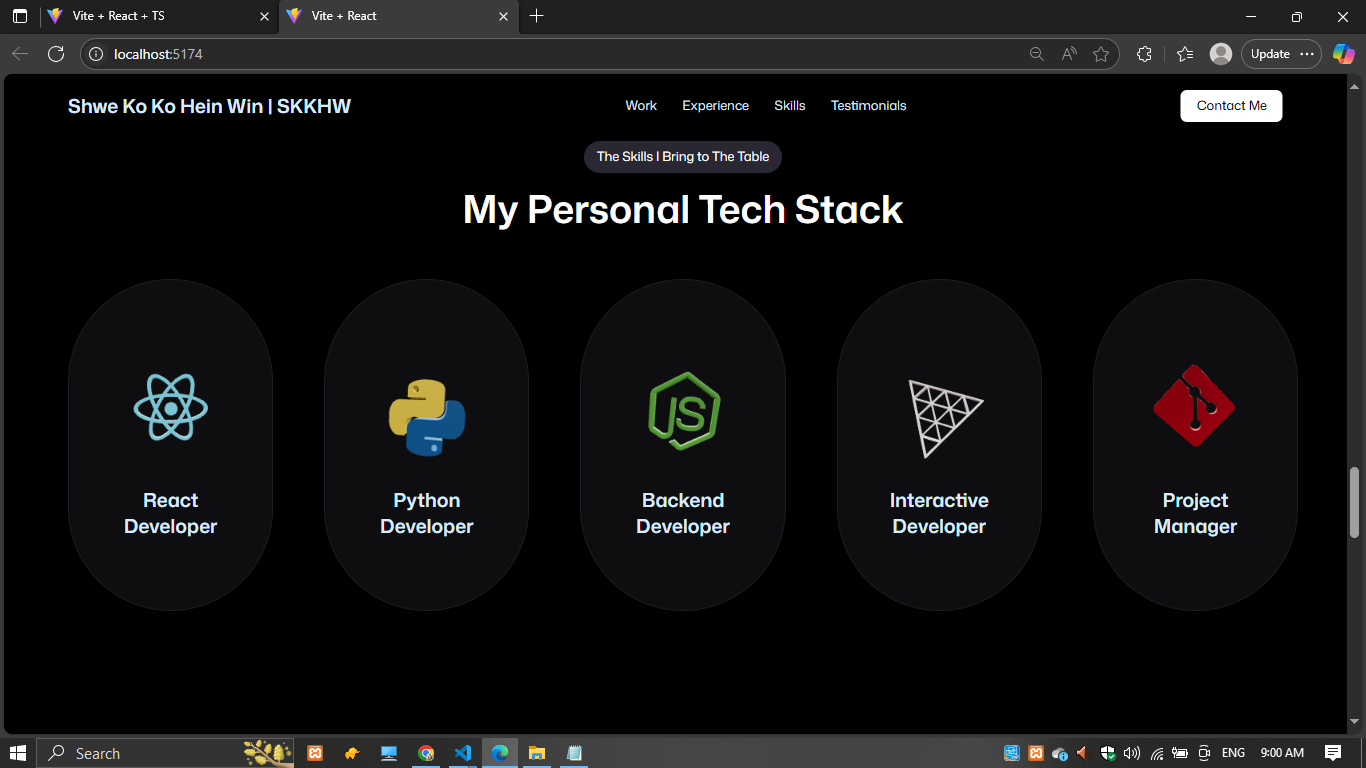 Vite + React + TS
Vite + React
localhost:5174
Update
Shwe Ko Ko Hein Win | SKKHW
Work
Experience
Skills
Testimonials
Contact Me
The Skills I Bring to The Table
My Personal Tech Stack
JS
React
Developer
Python
Developer
Backend
Developer
Interactive
Developer
Project
Manager
Search
ENG
9:00 AM